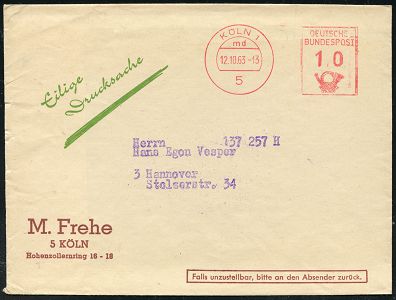 KÖLN 1
md
12.10.63-13
5
DEUTSCHE
BUNDESPOST
10
Eilige
Drucksache
Herrn 137 257 H
Hans Egon Vesper
3 Hannover
Stolzerstr. 34
M. Frehe
5 KÖLN
Hohenzollernring 16 - 18
Falls unzustellbar, bitte an den Absender zurück.